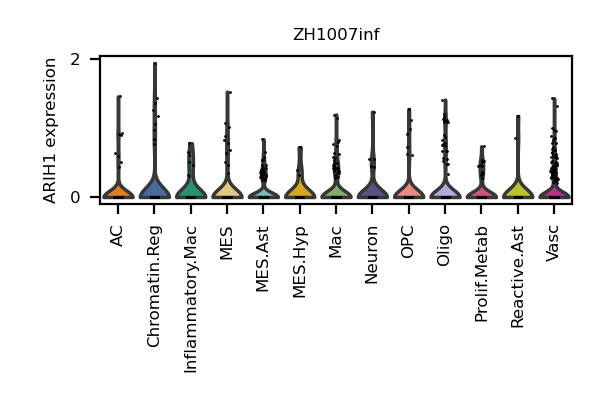 ZH1007inf
ARIH1 expression
2
0
AC
Chromatin.Reg
Inflammatory.Mac
MES
MES.Ast
MES.Hyp
Mac
Neuron
OPC
Oligo
Prolif.Metab
Reactive.Ast
Vasc